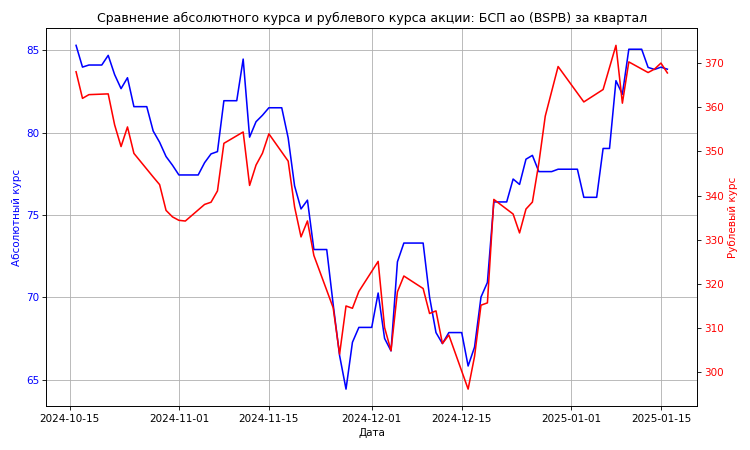 Сравнение абсолютного курса и рублевого курса акции: БСП ао (BSPB) за квартал
85
80
75
70
65
Абсолютный курс
370
360
350
340
330
320
310
300
Рублевый курс
2024-10-15 2024-11-01 2024-11-15 2024-12-01 2024-12-15 2025-01-01 2025-01-15
Дата